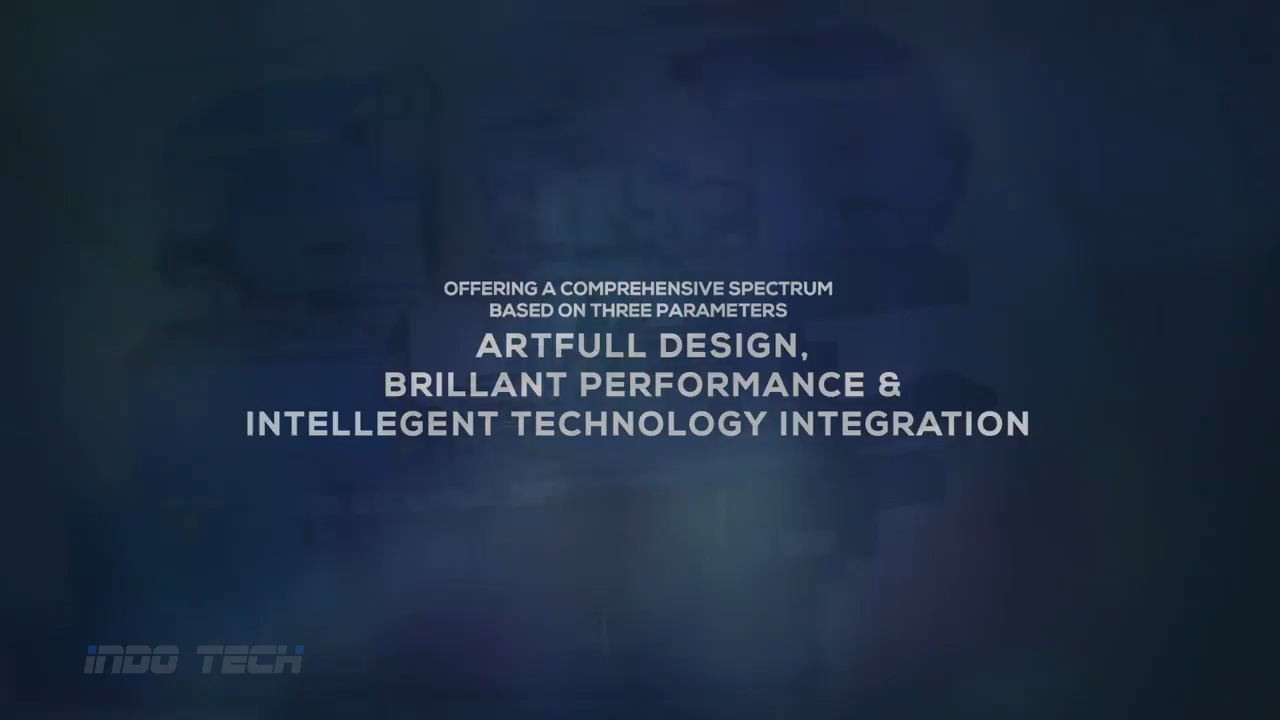 OFFERING A COMPREHENSIVE SPECTRUM
BASED ON THREE PARAMETERS
ARTFULL DESIGN,
BRILLANT PERFORMANCE &
INTELLEGENT TECHNOLOGY INTEGRATION
INDO TECH